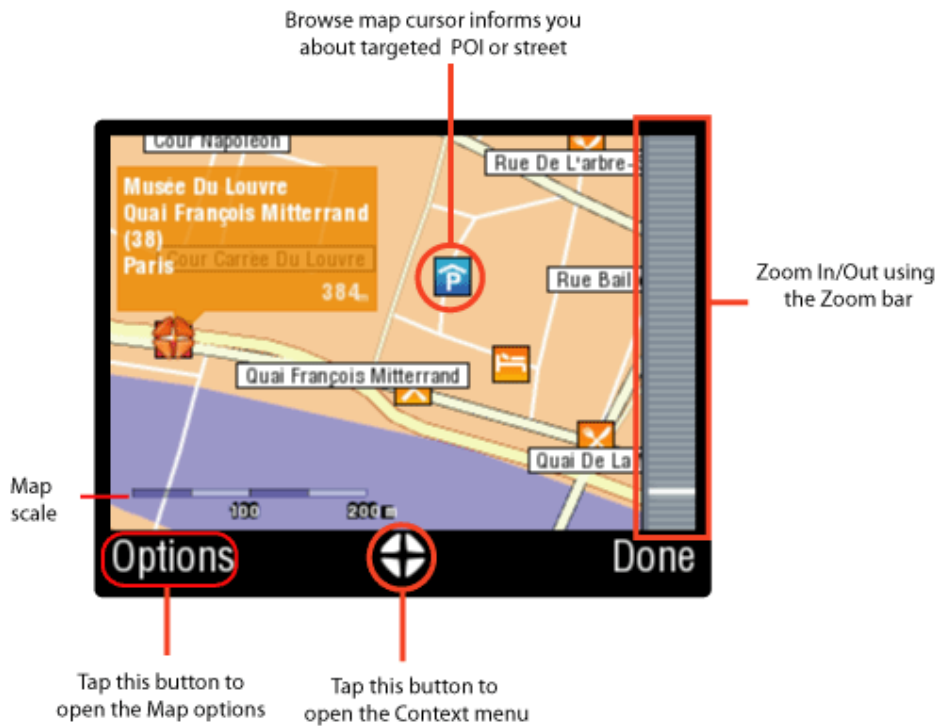 Browse map cursor informs you
about targeted POI or street
Cour Napoléon
Rue De L'arbre-
Musée Du Louvre
Quai François Mitterrand
(38)
Paris
Cour Carrée Du Louvre
384m
P
Rue Bail
Zoom In/Out using
the Zoom bar
Quai François Mitterrand
Quai De La
Map
scale
100
200 m
Options
Done
Tap this button to
open the Map options
Tap this button to
open the Context menu